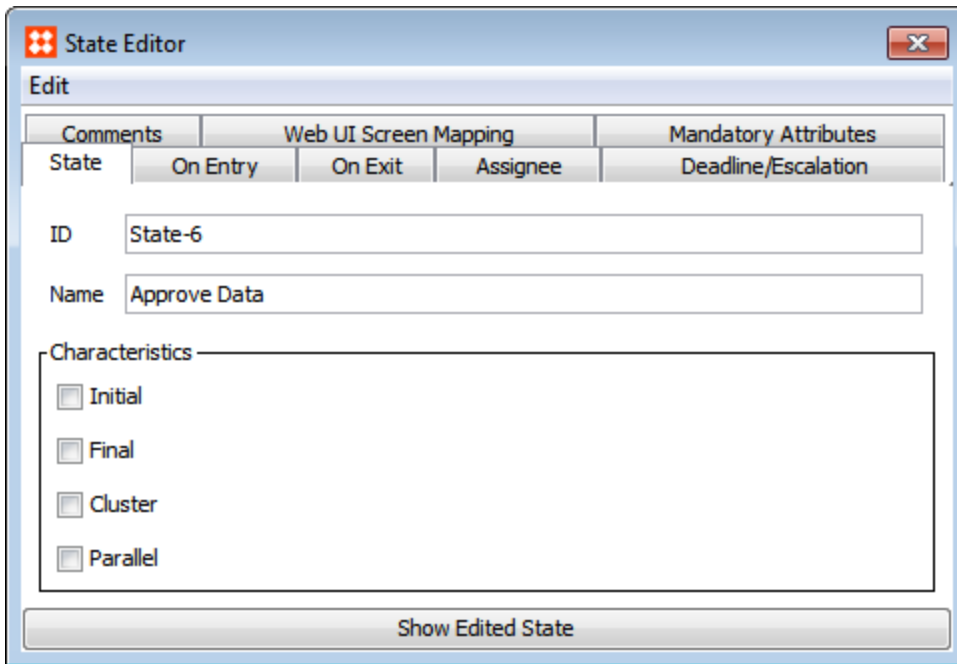 State Editor
Edit
Comments Web UI Screen Mapping Mandatory Attributes
State On Entry On Exit Assignee Deadline/Escalation
ID State-6
Name Approve Data
Characteristics
Initial
Final
Cluster
Parallel
Show Edited State